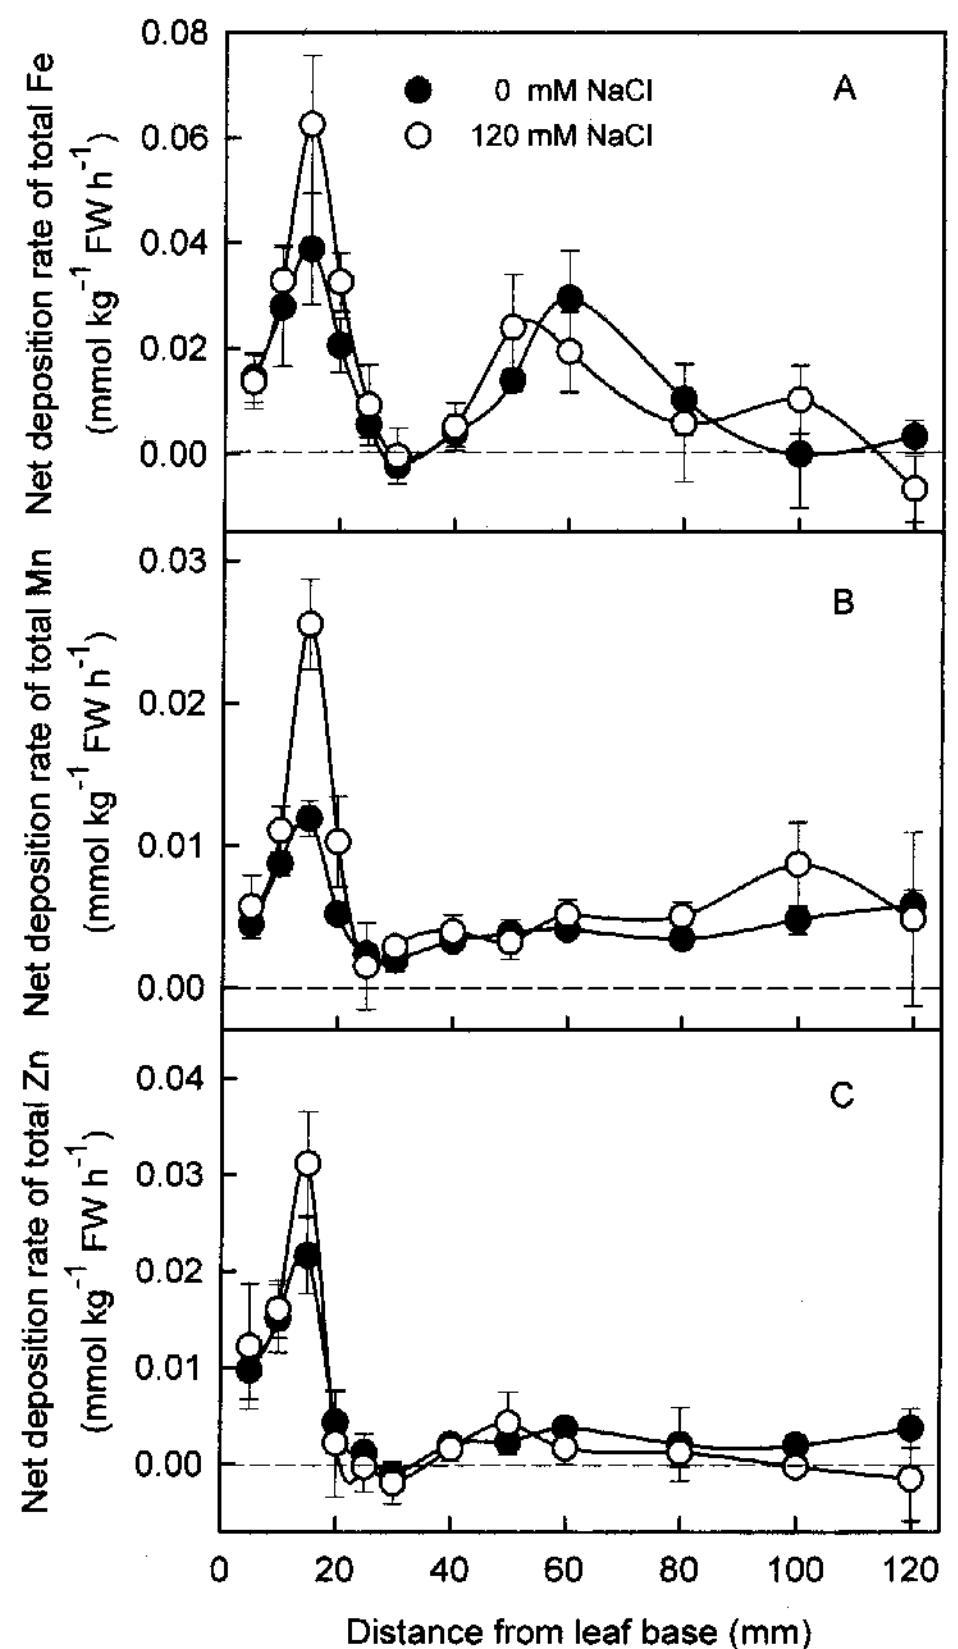 Net deposition rate of total Fe
(mmol kg⁻¹ FW h⁻¹)
0.08
0.06
0.04
0.02
0.00
0 mM NaCl
120 mM NaCl
A
Net deposition rate of total Mn
(mmol kg⁻¹ FW h⁻¹)
0.03
0.02
0.01
0.00
B
Net deposition rate of total Zn
(mmol kg⁻¹ FW h⁻¹)
0.04
0.03
0.02
0.01
0.00
C
0 20 40 60 80 100 120
Distance from leaf base (mm)